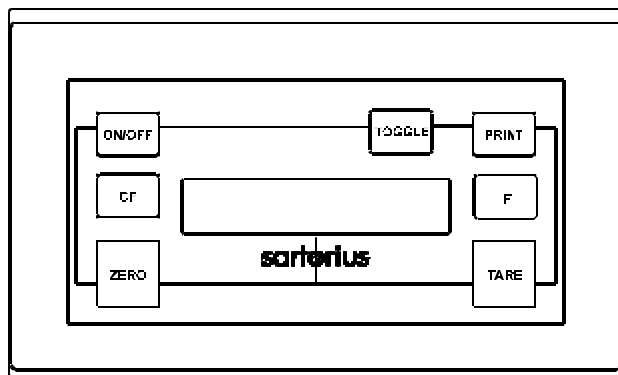 ON/OFF
TOGGLE
PRINT
CF
F
sartorius
ZERO
TARE